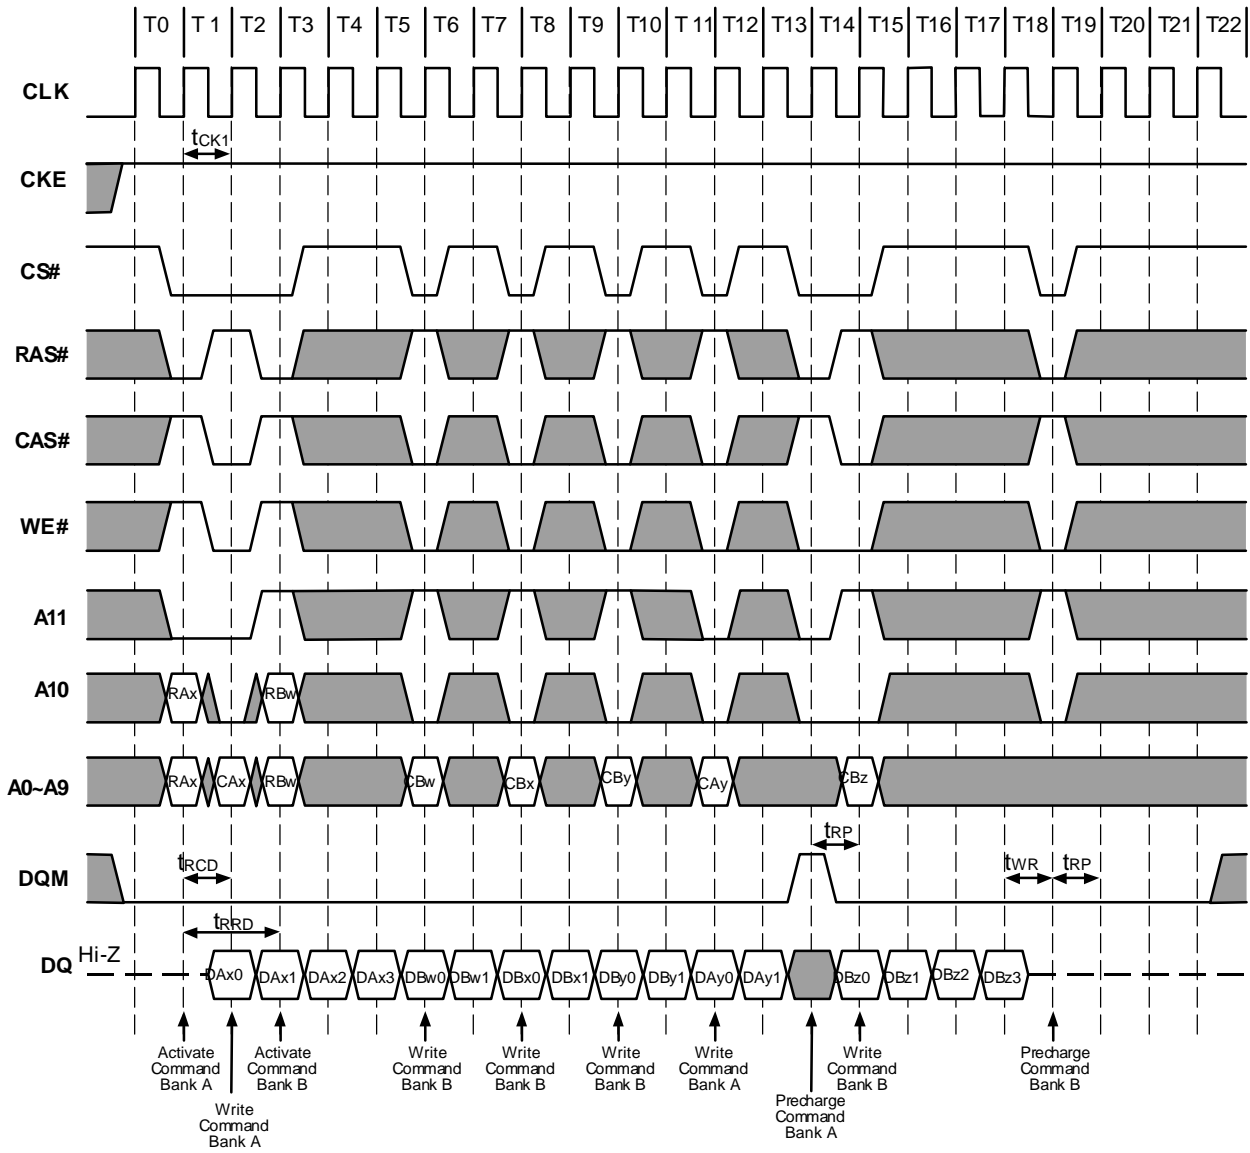 T0 T 1 T2 T3 T4 T5 T6 T7 T8 T9 T10 T 11 T12 T13 T14 T15 T16 T17 T18 T19 T20 T21 T22
CLK
tCK1
CKE
CS#
RAS#
CAS#
WE#
A11
A10
RAx RBw
A0~A9
RAx CAx RBw CBw CBx CBy CAy CBz
tRP
DQM
tRCD tWR tRP
tRRD
DQ Hi-Z
DAx0 DAx1 DAx2 DAx3 DBw0 DBw1 DBx0 DBx1 DBy0 DBy1 DAy0 DAy1 DBz0 DBz1 DBz2 DBz3
Activate
Command
Bank A
Write
Command
Bank A
Activate
Command
Bank B
Write
Command
Bank B
Write
Command
Bank B
Write
Command
Bank B
Write
Command
Bank A
Precharge
Command
Bank A
Write
Command
Bank B
Precharge
Command
Bank B